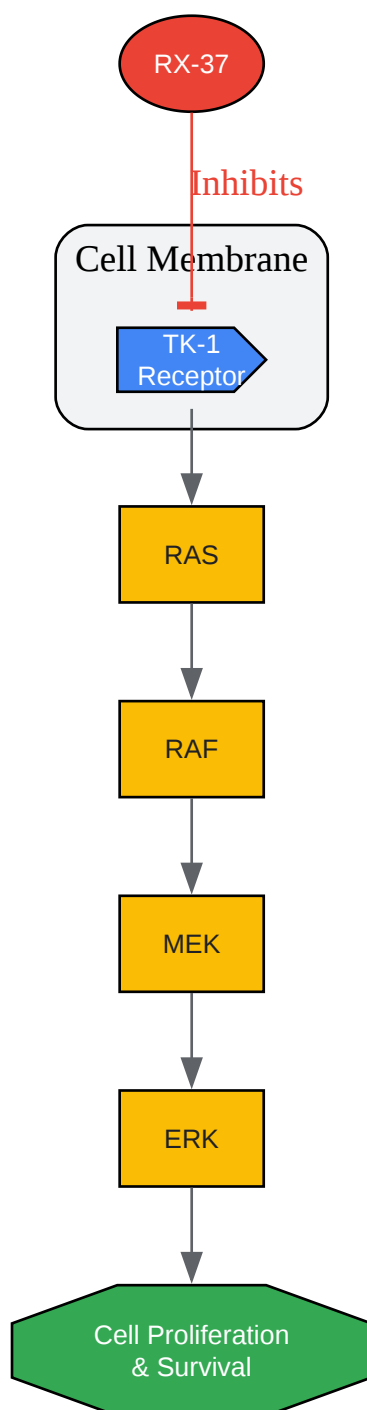 RX-37
Inhibits
Cell Membrane
TK-1
Receptor
RAS
RAF
MEK
ERK
Cell Proliferation
& Survival